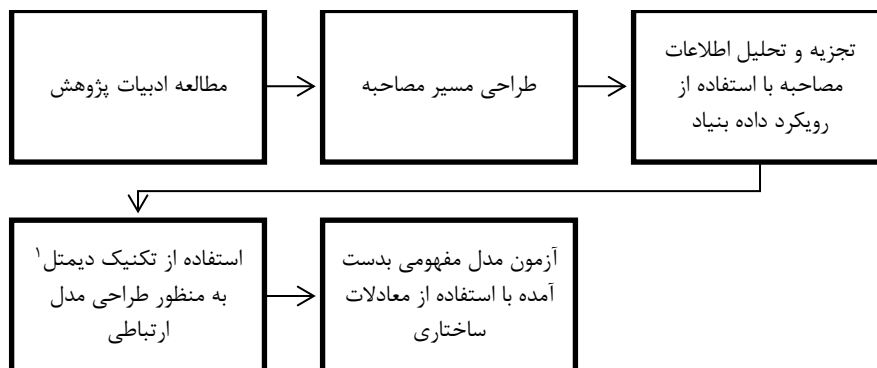 مطالعه ادبیات پژوهش
طراحی مسیر مصاحبه
تجزیه و تحلیل اطلاعات
مصاحبه با استفاده از
رویکرد داده بنیاد
استفاده از تکنیک دیمتل۱
به منظور طراحی مدل
ارتباطی
آزمون مدل مفهومی بدست
آمده با استفاده از معادلات
ساختاری